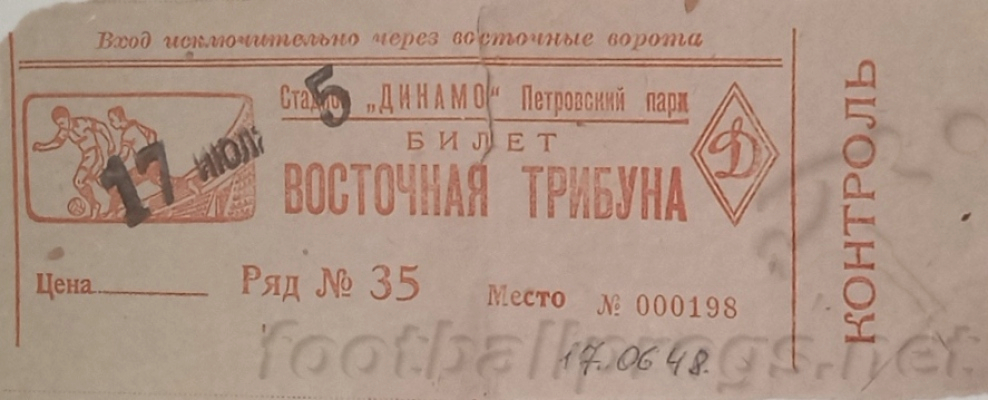 Вход исключительно через восточные ворота
Стадион „ДИНАМО“ Петровский парк
5
БИЛЕТ
ВОСТОЧНАЯ ТРИБУНА
17 ИЮЛ
Д
Цена
Ряд № 35
Место № 000198
17.06 48.
КОНТРОЛЬ
footballprogs.net